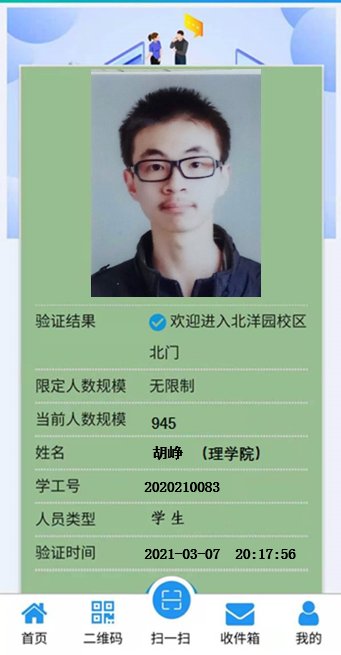 验证结果 欢迎进入北洋园校区
北门
限定人数规模 无限制
当前人数规模 945
姓名 胡峥 （理学院）
学工号 2020210083
人员类型 学生
验证时间 2021-03-07 20:17:56
首页 二维码 扫一扫 收件箱 我的